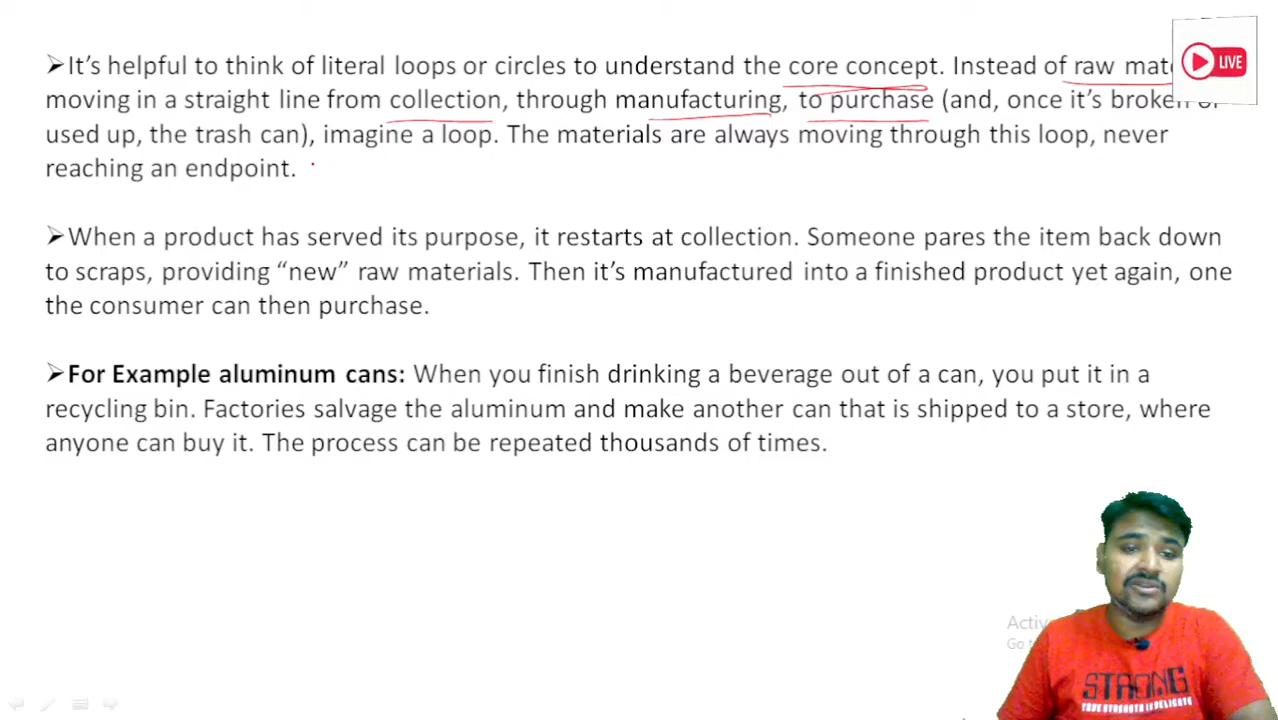 ➢It's helpful to think of literal loops or circles to understand the core concept. Instead of raw
LIVE
moving in a straight line from collection, through manufacturing, to purchase (and, once it's
used up, the trash can), imagine a loop. The materials are always moving through this loop, never
reaching an endpoint.
➢When a product has served its purpose, it restarts at collection. Someone pares the item back down
to scraps, providing “new” raw materials. Then it's manufactured into a finished product yet again, one
the consumer can then purchase.
➢For Example aluminum cans: When you finish drinking a beverage out of a can, you put it in a
recycling bin. Factories salvage the aluminum and make another can that is shipped to a store, where
anyone can buy it. The process can be repeated thousands of times.
Go
STRONG